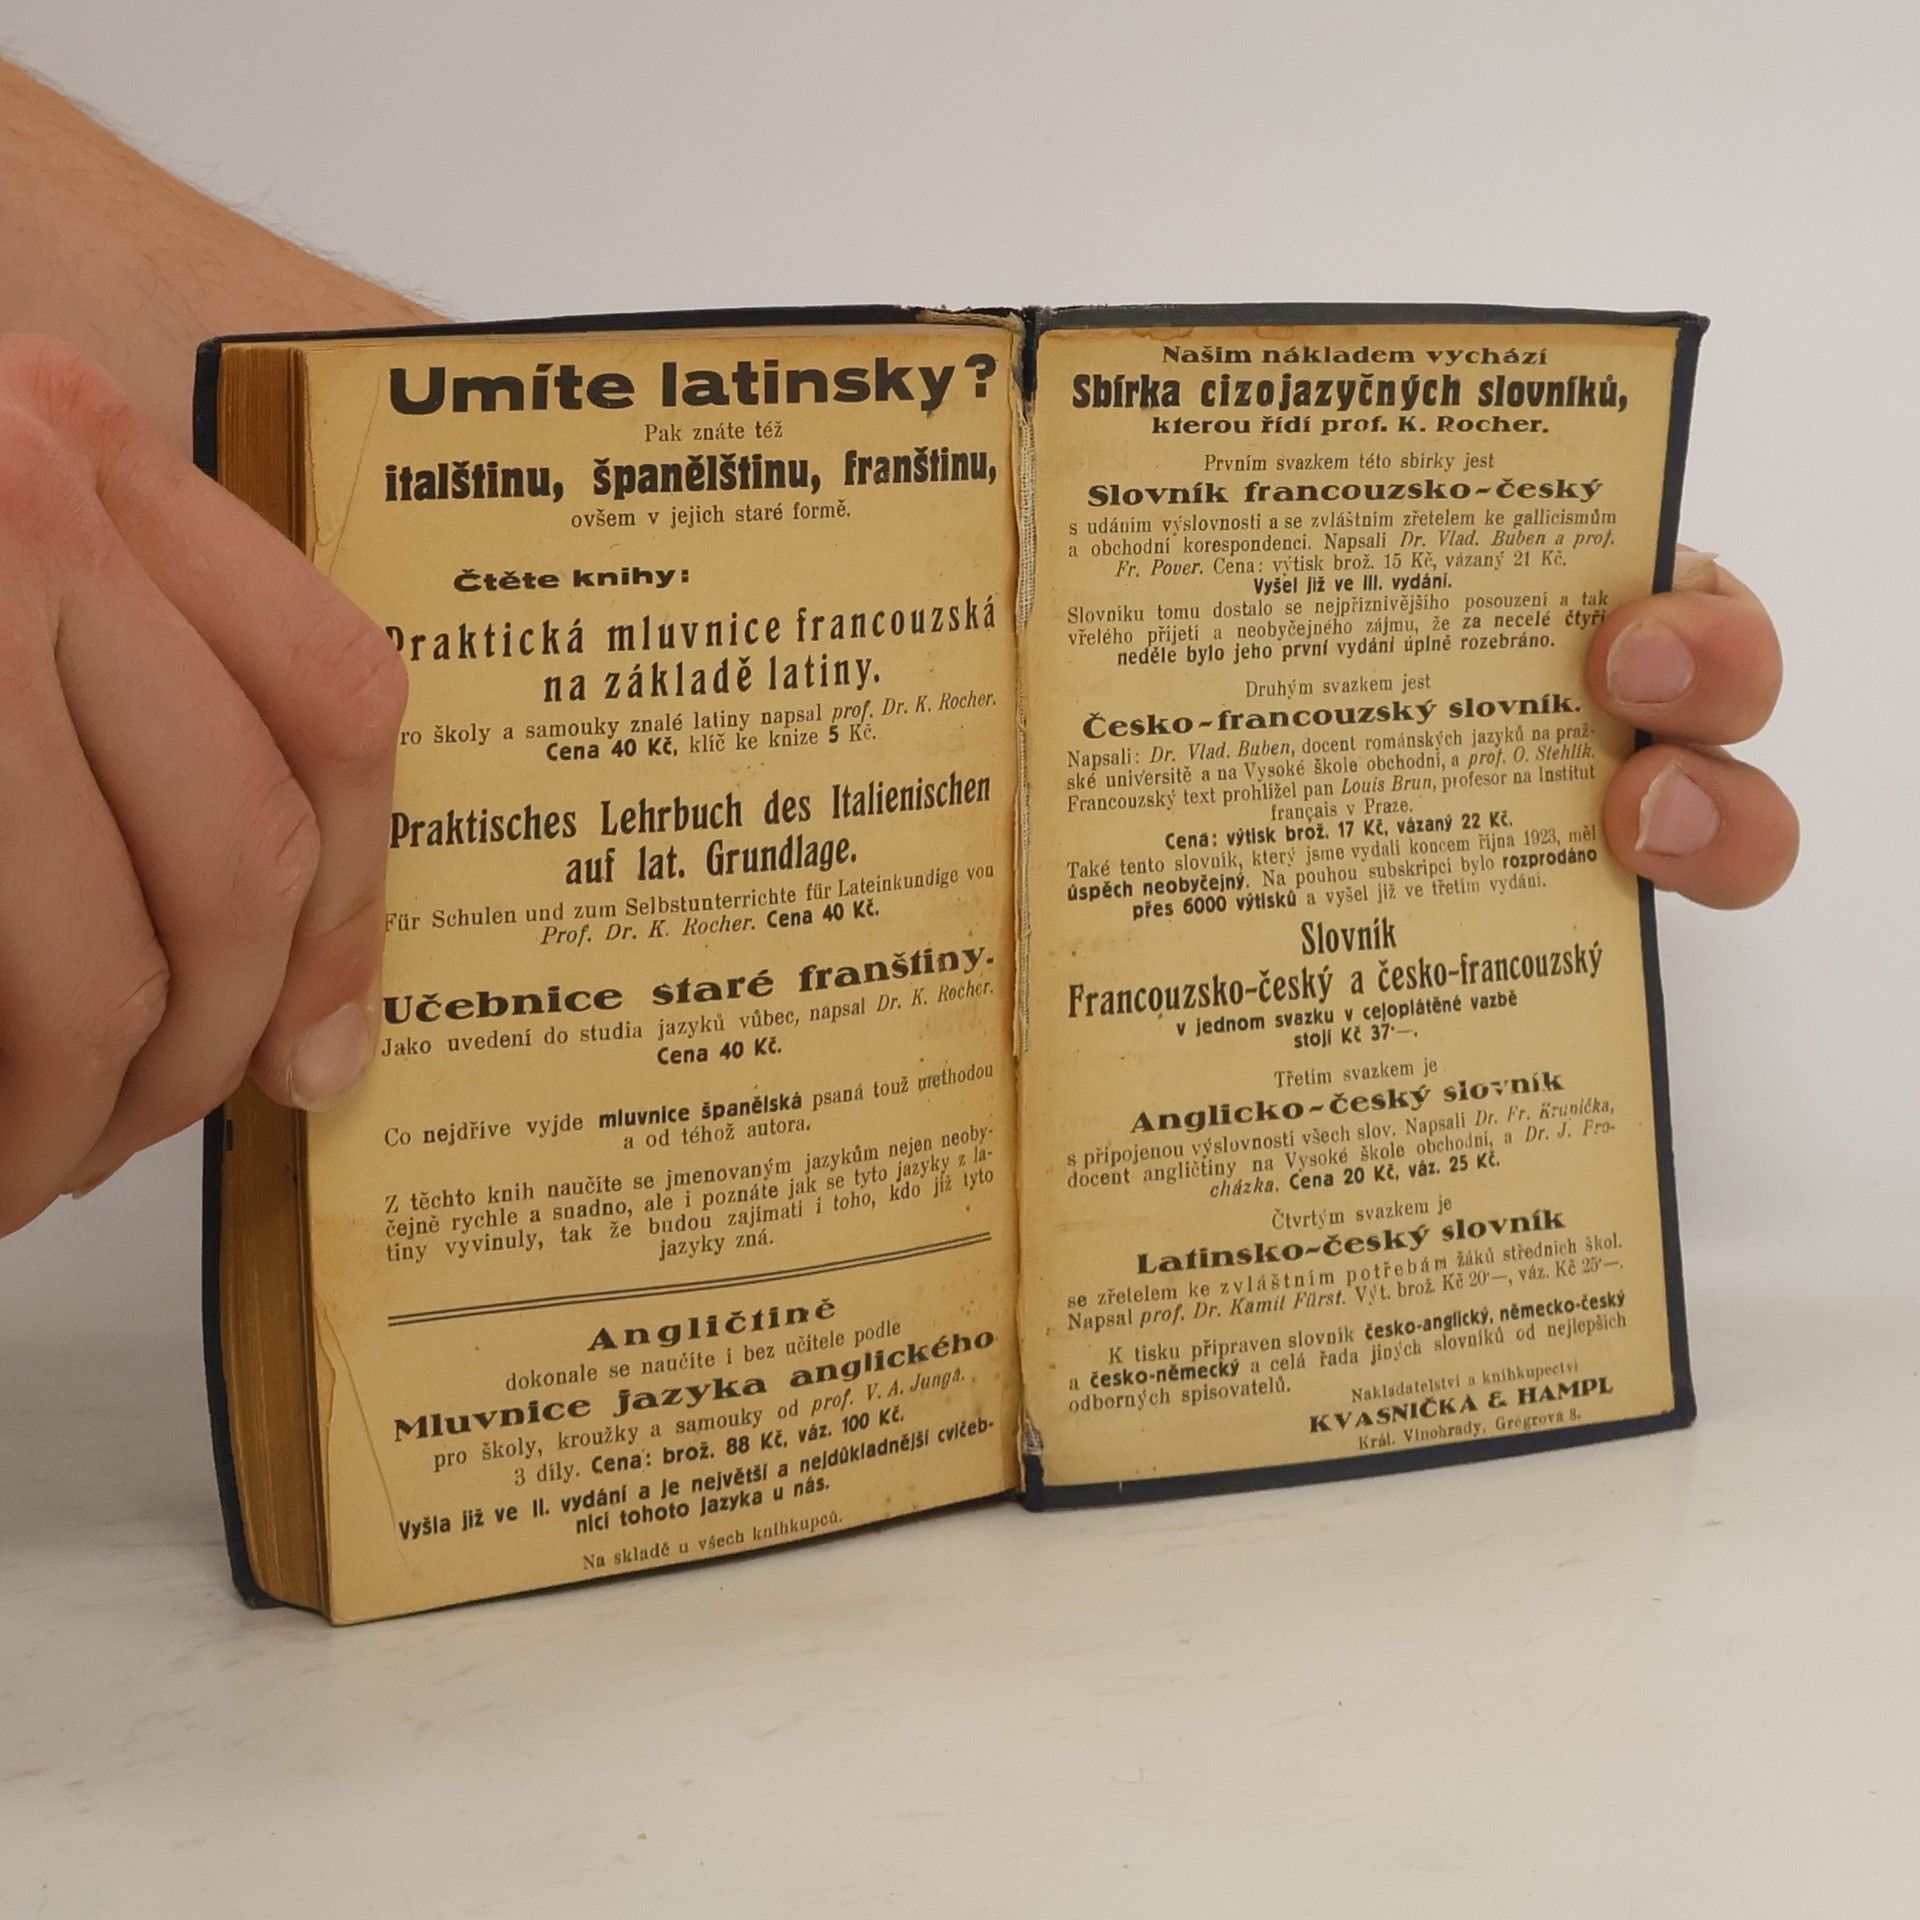 Umíte latinsky?
Pak znáte též
italštinu, španělštinu, franštinu,
ovšem v jejich staré formě.
Čtěte knihy:
Praktická mluvnice francouzská
na základě latiny.
ro školy a samouky znalé latiny napsal prof. Dr. K. Rocher.
Cena 40 Kč, klíč ke knize 5 Kč.
Praktisches Lehrbuch des Italienischen
auf lat. Grundlage.
Für Schulen und zum Selbstunterrichte für Lateinkundige von
Prof. Dr. K. Rocher. Cena 40 Kč.
Učebnice staré franštiny.
Jako uvedení do studia jazyků vůbec, napsal Dr. K. Rocher.
Cena 40 Kč.
Co nejdříve vyjde mluvnice španělská psaná touž methodou
a od téhož autora.
Z těchto knih naučíte se jmenovaným jazykům nejen neoby-
čejně rychle a snadno, ale i poznáte jak se tyto jazyky z la-
tiny vyvinuly, tak že budou zajímati i toho, kdo již tyto
jazyky zná.
Angličtině
dokonale se naučíte i bez učitele podle
Mluvnice jazyka anglického
pro školy, kroužky a samouky od prof. V. A. Junga.
3 díly. Cena: brož. 88 Kč, váz. 100 Kč.
Vyšla již ve II. vydání a je největší a nejdůkladnější cvičeb-
nicí tohoto jazyka u nás.
Na skladě u všech knihkupců.
Našim nákladem vychází
Sbírka cizojazyčných slovníků,
kterou řídí prof. K. Rocher.
Prvním svazkem této sbírky jest
Slovník francouzsko-český
s udáním výslovnosti a se zvláštním zřetelem ke gallicismům
a obchodní korespondenci. Napsali Dr. Vlad. Buben a prof.
Fr. Pover. Cena: výtisk brož. 15 Kč, vázaný 21 Kč.
Vyšel již ve III. vydání.
Slovníku tomu dostalo se nejpříznivějšího posouzení a tak
vřelého přijetí a neobyčejného zájmu, že za necelé čtyři
neděle bylo jeho první vydání úplně rozebráno.
Druhým svazkem jest
Česko-francouzský slovník.
Napsali: Dr. Vlad. Buben, docent románských jazyků na praž-
ské universitě a na Vysoké škole obchodní, a prof. O. Stehlík.
Francouzský text prohlížel pan Louis Brun, profesor na Institut
français v Praze.
Cena: výtisk brož. 17 Kč, vázaný 22 Kč.
Také tento slovník, který jsme vydali koncem října 1923, měl
úspěch neobyčejný. Na pouhou subskripci bylo rozprodáno
přes 6000 výtisků a vyšel již ve třetím vydání.
Slovník
Francouzsko-český a česko-francouzský
v jednom svazku v celoplátěné vazbě
stojí Kč 37·—.
Třetím svazkem je
Anglicko-český slovník
s připojenou výslovností všech slov. Napsali Dr. Fr. Krupička,
docent angličtiny na Vysoké škole obchodní, a Dr. J. Pro-
cházka. Cena 20 Kč, váz. 25 Kč.
Čtvrtým svazkem je
Latinsko-český slovník
se zřetelem ke zvláštním potřebám žáků středních škol.
Napsal prof. Dr. Kamil Fürst. Výt. brož. Kč 20·—, váz. Kč 25·—.
K tisku připraven slovník česko-anglický, německo-český
a česko-německý a celá řada jiných slovníků od nejlepších
odborných spisovatelů.
Nakladatelství a knihkupectví
KVASNIČKA & HAMPL
Král. Vinohrady, Grégrova 8.